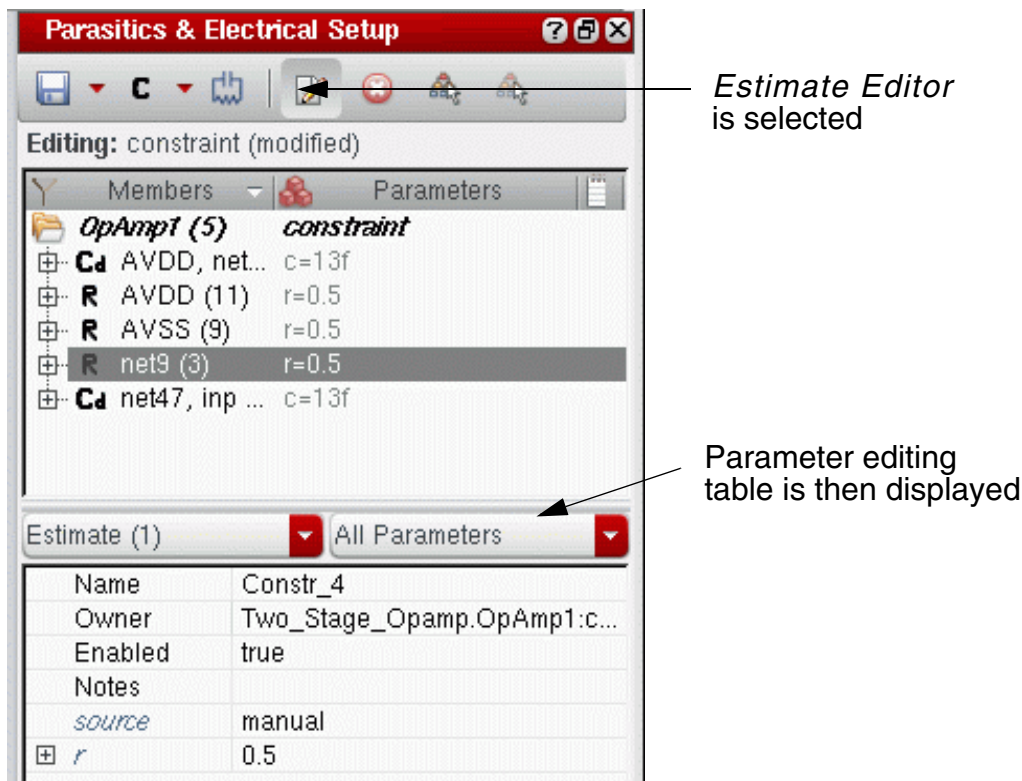 Parasitics & Electrical Setup
C
Estimate Editor
is selected
Editing: constraint (modified)
Members Parameters
OpAmp1 (5) constraint
Cd AVDD, net... c=13f
R AVDD (11) r=0.5
R AVSS (9) r=0.5
R net9 (3) r=0.5
Cd net47, inp ... c=13f
Parameter editing
table is then displayed
Estimate (1) All Parameters
Name Constr_4
Owner Two_Stage_Opamp.OpAmp1:c...
Enabled true
Notes
source manual
r 0.5